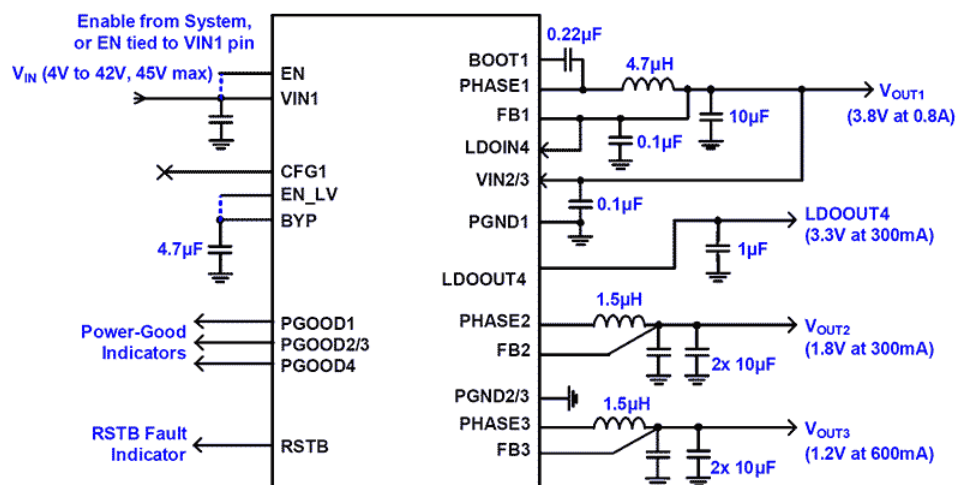 Enable from System,
or EN tied to VIN1 pin
VIN (4V to 42V, 45V max)
EN
VIN1
CFG1
EN_LV
BYP
4.7µF
Power-Good
Indicators
PGOOD1
PGOOD2/3
PGOOD4
RSTB Fault
Indicator
RSTB
0.22µF
BOOT1
4.7µH
PHASE1
VOUT1
(3.8V at 0.8A)
FB1
10µF
0.1µF
LDOIN4
VIN2/3
0.1µF
PGND1
LDOOUT4
(3.3V at 300mA)
1µF
LDOOUT4
1.5µH
PHASE2
VOUT2
(1.8V at 300mA)
FB2
2x 10µF
PGND2/3
1.5µH
PHASE3
VOUT3
(1.2V at 600mA)
FB3
2x 10µF